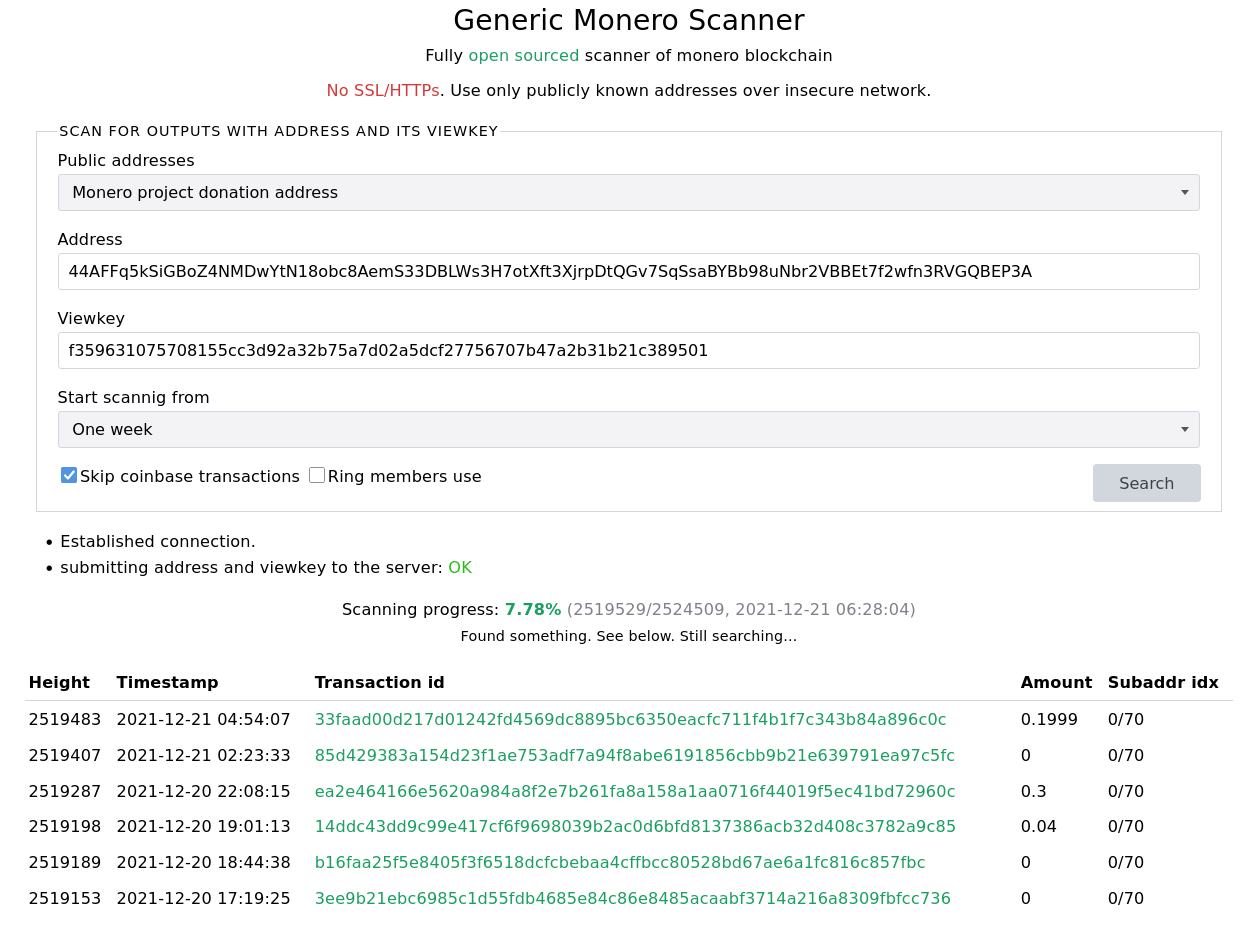 Generic Monero Scanner
Fully open sourced scanner of monero blockchain
No SSL/HTTPs. Use only publicly known addresses over insecure network.
SCAN FOR OUTPUTS WITH ADDRESS AND ITS VIEWKEY
Public addresses
Monero project donation address
Address
44AFFq5kSiGBoZ4NMDwYtN18obc8AemS33DBLWs3H7otXft3XjrpDtQGv7SqSsaBYBb98uNbr2VBBEt7f2wfn3RVGQBEP3A
Viewkey
f359631075708155cc3d92a32b75a7d02a5dcf27756707b47a2b31b21c389501
Start scannig from
One week
Skip coinbase transactions Ring members use
Search
• Established connection.
• submitting address and viewkey to the server: OK
Scanning progress: 7.78% (2519529/2524509, 2021-12-21 06:28:04)
Found something. See below. Still searching...
Height Timestamp Transaction id Amount Subaddr idx
2519483 2021-12-21 04:54:07 33faad00d217d01242fd4569dc8895bc6350eacfc711f4b1f7c343b84a896c0c 0.1999 0/70
2519407 2021-12-21 02:23:33 85d429383a154d23f1ae753adf7a94f8abe6191856cbb9b21e639791ea97c5fc 0 0/70
2519287 2021-12-20 22:08:15 ea2e464166e5620a984a8f2e7b261fa8a158a1aa0716f44019f5ec41bd72960c 0.3 0/70
2519198 2021-12-20 19:01:13 14ddc43dd9c99e417cf6f9698039b2ac0d6bfd8137386acb32d408c3782a9c85 0.04 0/70
2519189 2021-12-20 18:44:38 b16faa25f5e8405f3f6518dcfcbebaa4cffbcc80528bd67ae6a1fc816c857fbc 0 0/70
2519153 2021-12-20 17:19:25 3ee9b21ebc6985c1d55fdb4685e84c86e8485acaabf3714a216a8309fbfcc736 0 0/70